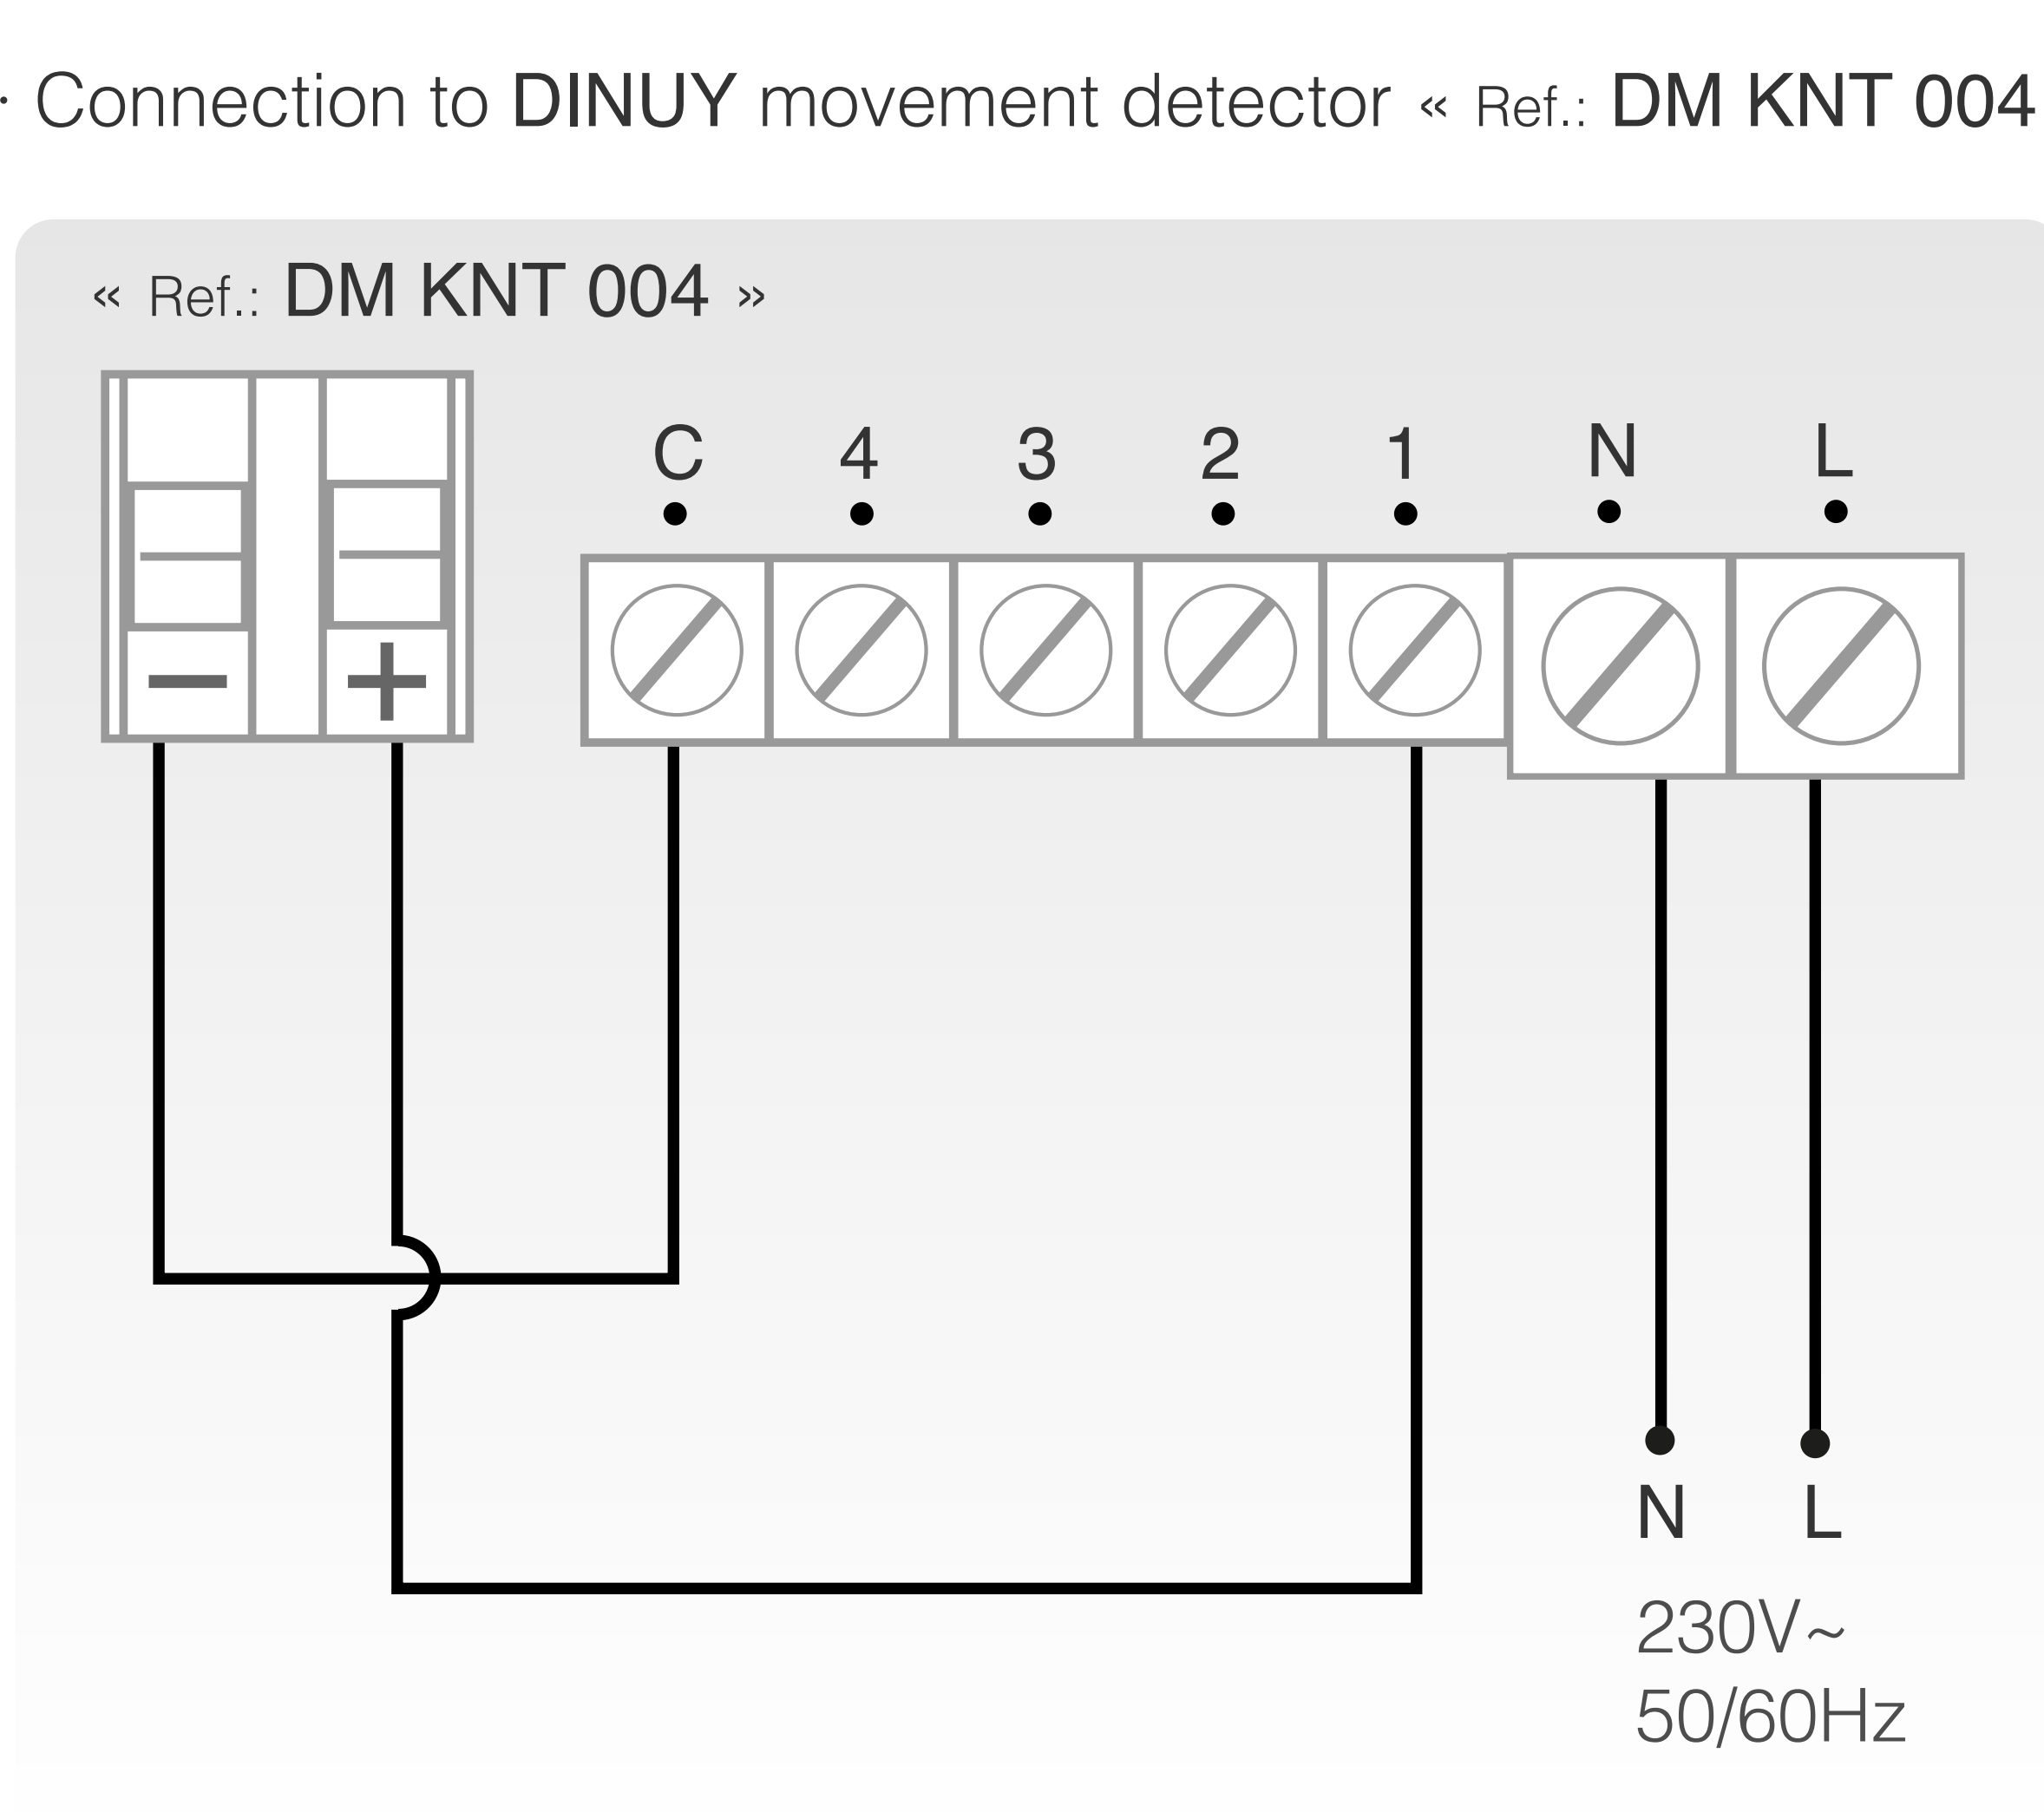 • Connection to DINUY movement detector « Ref.: DM KNT 004
« Ref.: DM KNT 004 »
C 4 3 2 1 N L
− +
N L
230V~
50/60Hz